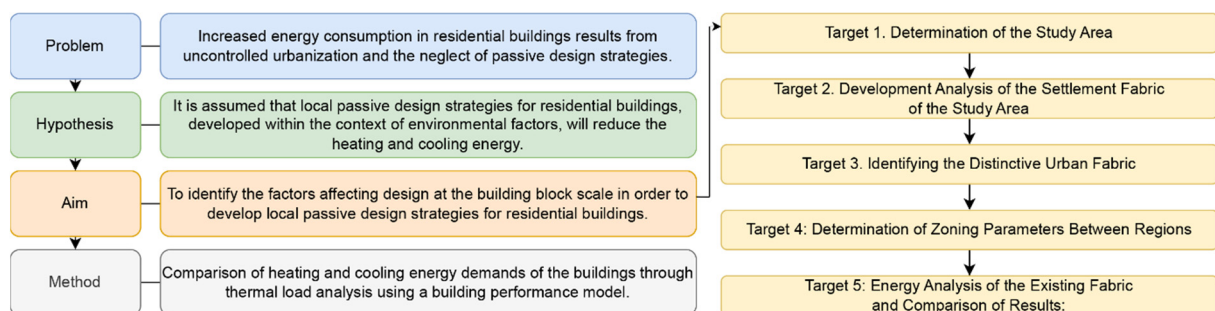 Problem
Increased energy consumption in residential buildings results from
uncontrolled urbanization and the neglect of passive design strategies.
Hypothesis
It is assumed that local passive design strategies for residential buildings,
developed within the context of environmental factors, will reduce the
heating and cooling energy.
Aim
To identify the factors affecting design at the building block scale in order to
develop local passive design strategies for residential buildings.
Method
Comparison of heating and cooling energy demands of the buildings through
thermal load analysis using a building performance model.
Target 1. Determination of the Study Area
Target 2. Development Analysis of the Settlement Fabric
of the Study Area
Target 3. Identifying the Distinctive Urban Fabric
Target 4: Determination of Zoning Parameters Between Regions
Target 5: Energy Analysis of the Existing Fabric
and Comparison of Results: